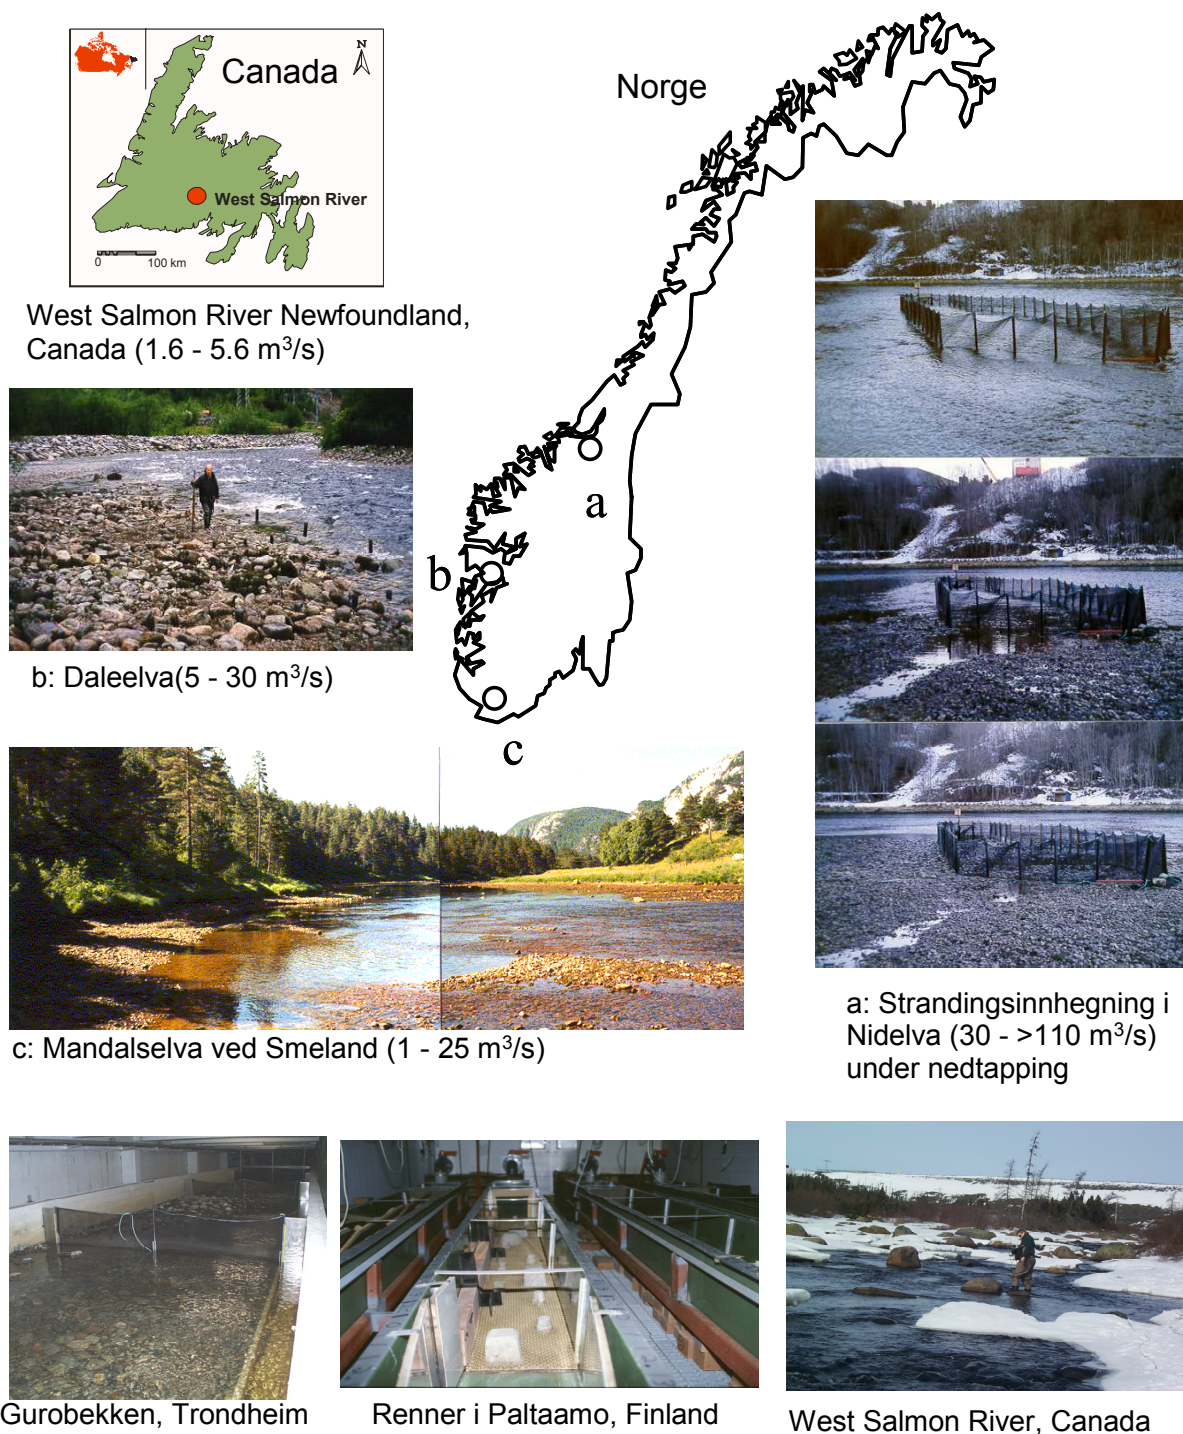 Canada
N
West Salmon River
0 100 km
Norge
West Salmon River Newfoundland,
Canada (1.6 - 5.6 m³/s)
a
b
b: Daleelva(5 - 30 m³/s)
c
c: Mandalselva ved Smeland (1 - 25 m³/s)
a: Strandingsinnhegning i
Nidelva (30 - >110 m³/s)
under nedtapping
Gurobekken, Trondheim
Renner i Paltaamo, Finland
West Salmon River, Canada